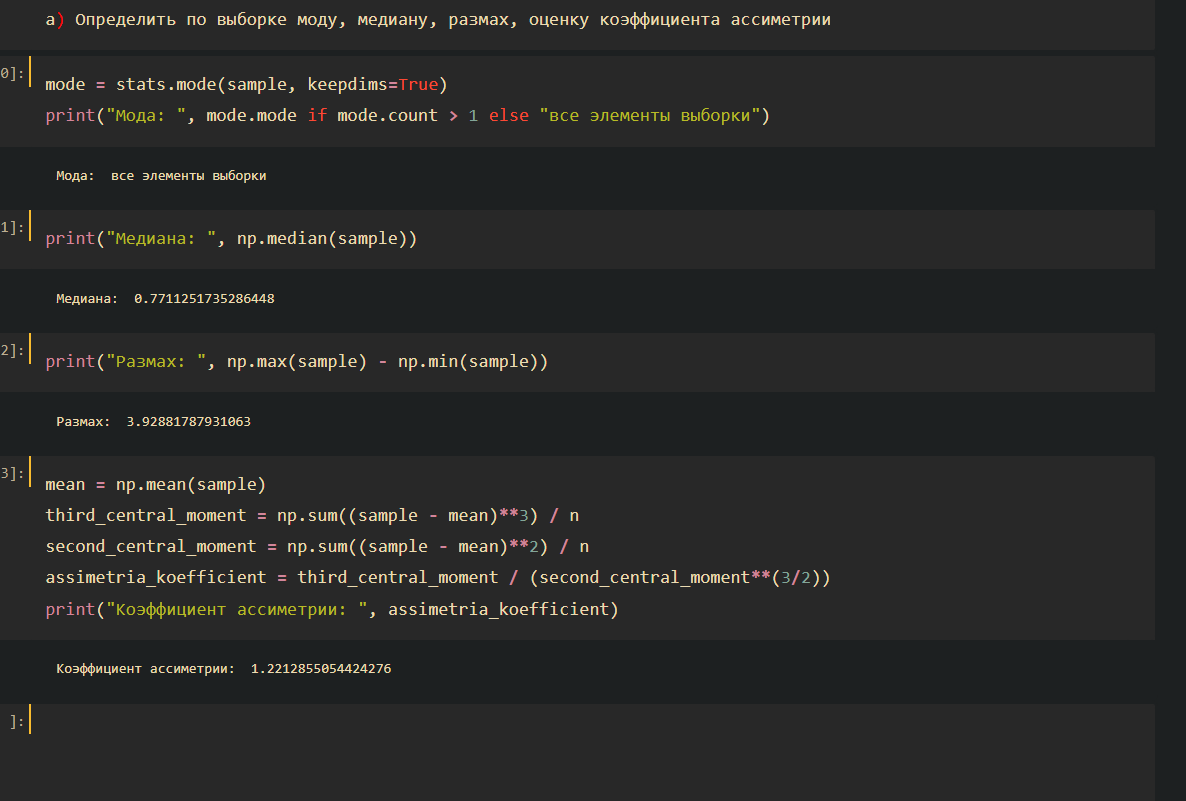 а) Определить по выборке моду, медиану, размах, оценку коэффициента ассиметрии
0]:
mode = stats.mode(sample, keepdims=True)
print("Мода: ", mode.mode if mode.count > 1 else "все элементы выборки")
Мода:  все элементы выборки
1]:
print("Медиана: ", np.median(sample))
Медиана:  0.7711251735286448
2]:
print("Размах: ", np.max(sample) - np.min(sample))
Размах:  3.92881787931063
3]:
mean = np.mean(sample)
third_central_moment = np.sum((sample - mean)**3) / n
second_central_moment = np.sum((sample - mean)**2) / n
assimetria_koefficient = third_central_moment / (second_central_moment**(3/2))
print("Коэффициент ассиметрии: ", assimetria_koefficient)
Коэффициент ассиметрии:  1.2212855054424276
]: